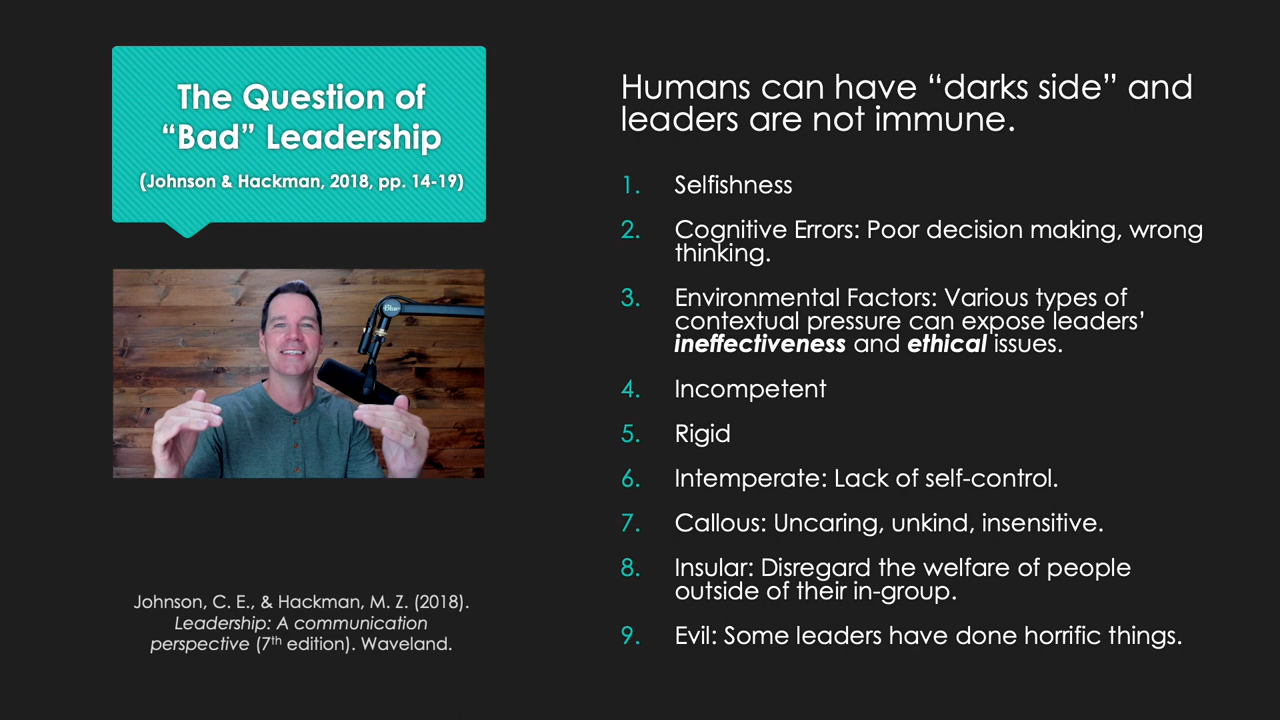 The Question of
“Bad” Leadership
(Johnson & Hackman, 2018, pp. 14-19)
Johnson, C. E., & Hackman, M. Z. (2018).
Leadership: A communication
perspective (7th edition). Waveland.
Humans can have “darks side” and
leaders are not immune.
1. Selfishness
2. Cognitive Errors: Poor decision making, wrong
thinking.
3. Environmental Factors: Various types of
contextual pressure can expose leaders’
ineffectiveness and ethical issues.
4. Incompetent
5. Rigid
6. Intemperate: Lack of self-control.
7. Callous: Uncaring, unkind, insensitive.
8. Insular: Disregard the welfare of people
outside of their in-group.
9. Evil: Some leaders have done horrific things.